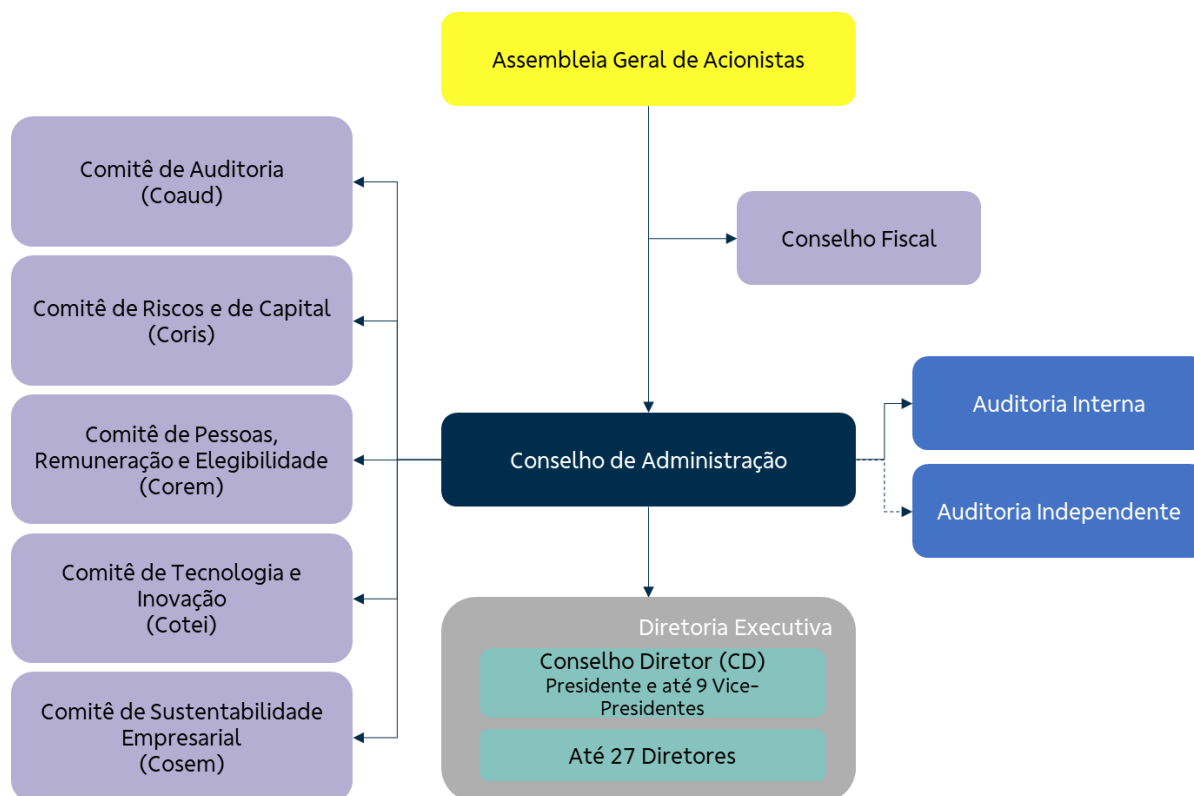 Assembleia Geral de Acionistas
Comitê de Auditoria
(Coaud)
Conselho Fiscal
Comitê de Riscos e de Capital
(Coris)
Auditoria Interna
Comitê de Pessoas,
Remuneração e Elegibilidade
(Corem)
Conselho de Administração
Auditoria Independente
Comitê de Tecnologia e
Inovação
(Cotei)
Diretoria Executiva
Conselho Diretor (CD)
Presidente e até 9 Vice-
Presidentes
Comitê de Sustentabilidade
Empresarial
(Cosem)
Até 27 Diretores